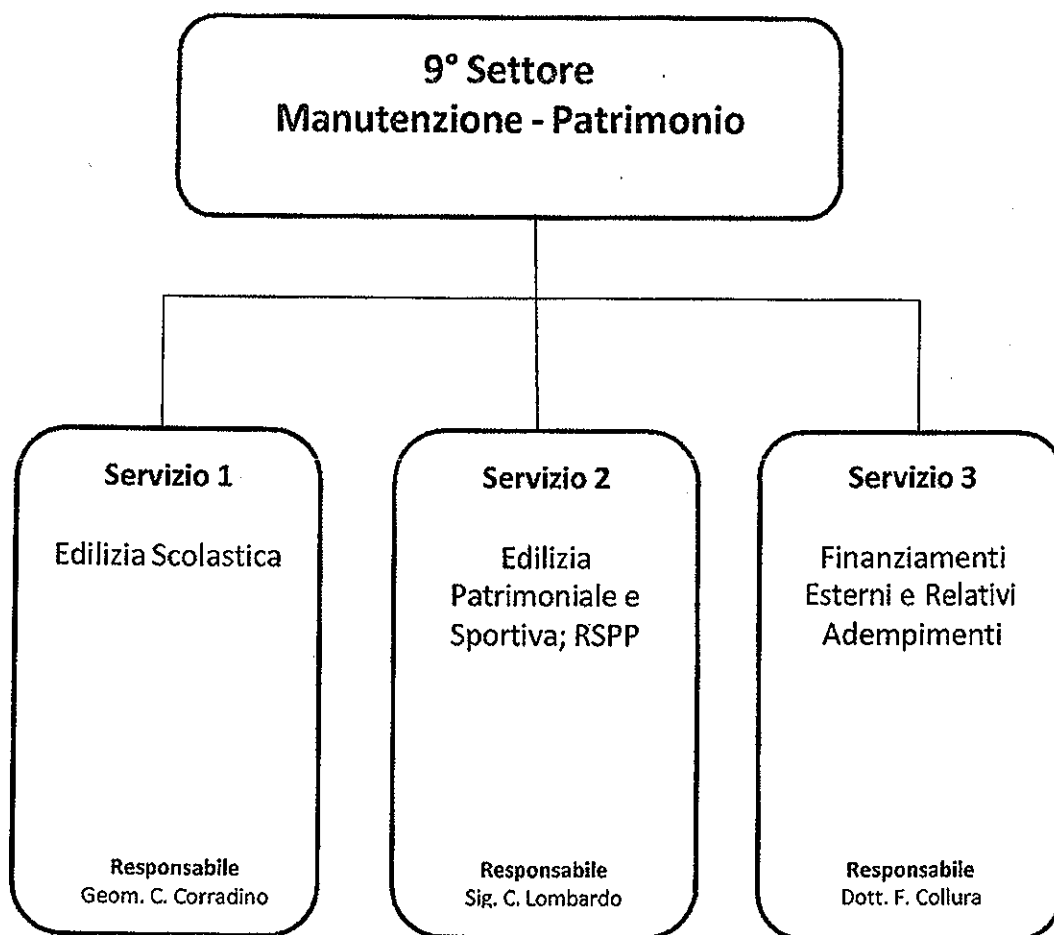 9° Settore
Manutenzione - Patrimonio
Servizio 1
Edilizia Scolastica
Responsabile
Geom. C. Corradino
Servizio 2
Edilizia
Patrimoniale e
Sportiva; RSPP
Responsabile
Sig. C. Lombardo
Servizio 3
Finanziamenti
Esterni e Relativi
Adempimenti
Responsabile
Dott. F. Collura